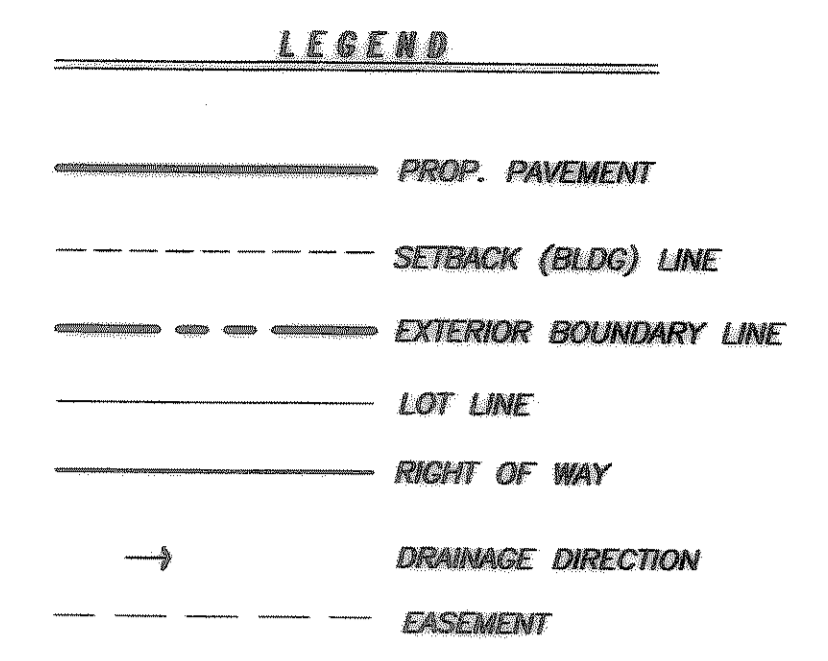 LEGEND
PROP. PAVEMENT
SETBACK (BLDG) LINE
EXTERIOR BOUNDARY LINE
LOT LINE
RIGHT OF WAY
DRAINAGE DIRECTION
EASEMENT